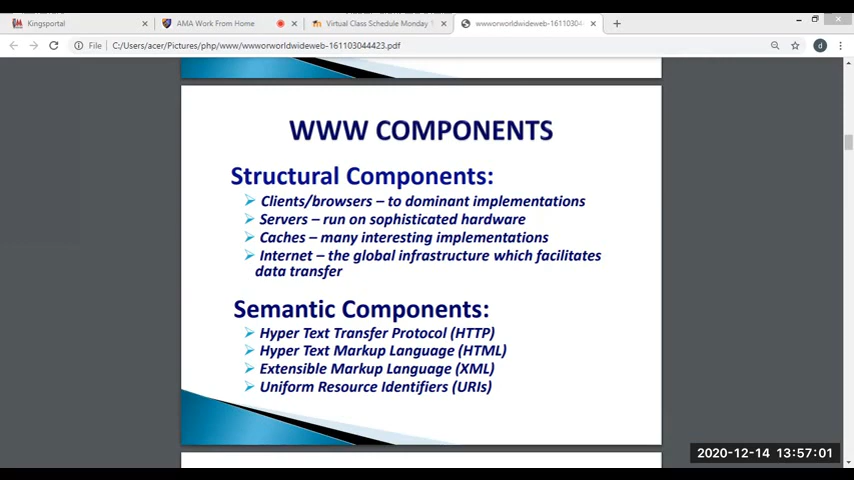 Kingsportal
AMA Work From Home
Virtual Class Schedule Monday
wwworworldwideweb-1611030444
File
C:/Users/acer/Pictures/php/www/wwworworldwideweb-161103044423.pdf
d
WWW COMPONENTS
Structural Components:
Clients/browsers – to dominant implementations
Servers – run on sophisticated hardware
Caches – many interesting implementations
Internet – the global infrastructure which facilitates
data transfer
Semantic Components:
Hyper Text Transfer Protocol (HTTP)
Hyper Text Markup Language (HTML)
Extensible Markup Language (XML)
Uniform Resource Identifiers (URIs)
2020-12-14 13:57:01